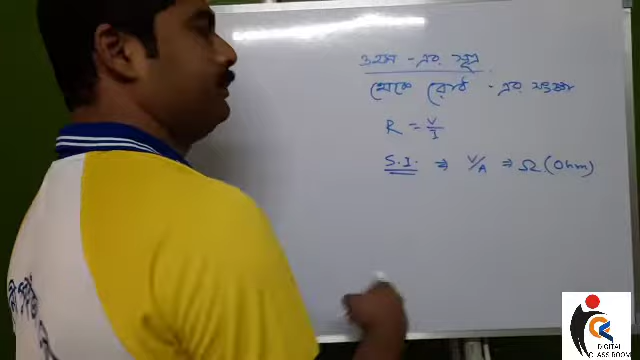 ওহম - এর সূত্র
থেকে রোধ - এর সংজ্ঞা
R = V/I
S.I. ⇒ V/A ⇒ Ω (Ohm)
DIGITAL
CLASS ROOM